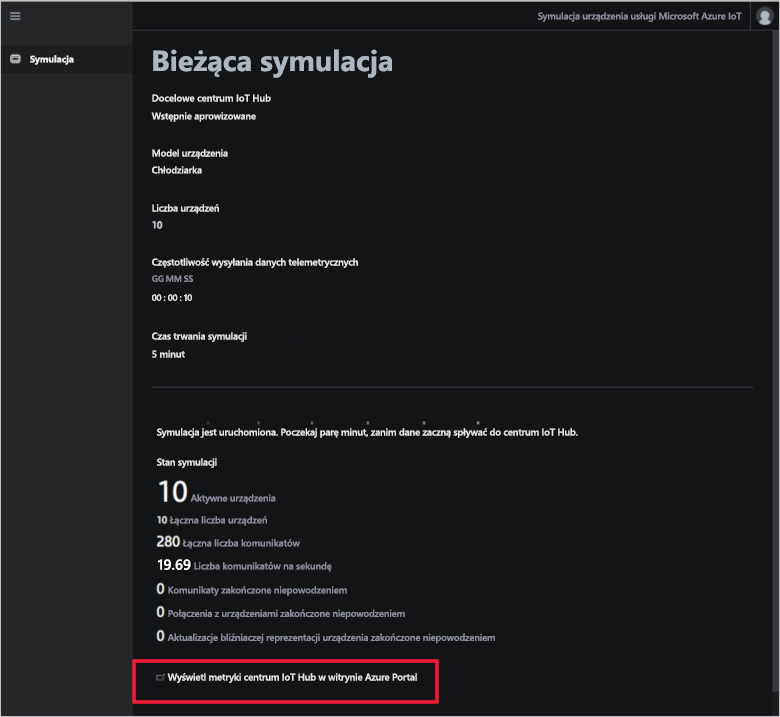 Symulacja urządzenia usługi Microsoft Azure IoT
Symulacja
Bieżąca symulacja
Docelowe centrum IoT Hub
Wstępnie aprowizowane
Model urządzenia
Chłodziarka
Liczba urządzeń
10
Częstotliwość wysyłania danych telemetrycznych
GG MM SS
00 : 00 : 10
Czas trwania symulacji
5 minut
Symulacja jest uruchomiona. Poczekaj parę minut, zanim dane zaczną spływać do centrum IoT Hub.
Stan symulacji
10 Aktywne urządzenia
10 Łączna liczba urządzeń
280 Łączna liczba komunikatów
19.69 Liczba komunikatów na sekundę
0 Komunikaty zakończone niepowodzeniem
0 Połączenia z urządzeniami zakończone niepowodzeniem
0 Aktualizacje bliźniaczej reprezentacji urządzenia zakończone niepowodzeniem
Wyświetl metryki centrum IoT Hub w witrynie Azure Portal